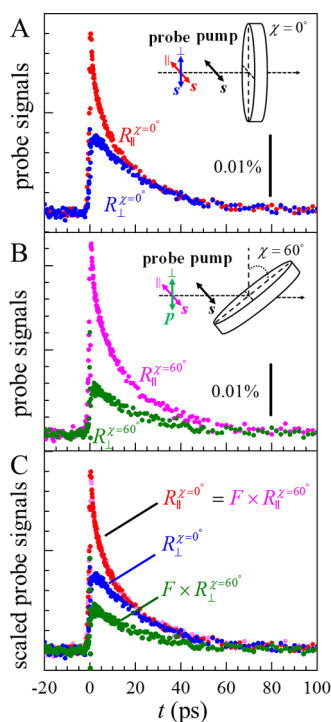 A
probe signals
probe pump
χ = 0°
⊥
||
s
s
s
R||^χ=0°
0.01%
R⊥^χ=0°
B
probe signals
probe pump
χ = 60°
⊥
||
s
p
s
R||^χ=60°
0.01%
R⊥^χ=60°
C
scaled probe signals
R||^χ=0° = F × R||^χ=60°
R⊥^χ=0°
F × R⊥^χ=60°
-20 0 20 40 60 80 100
t (ps)